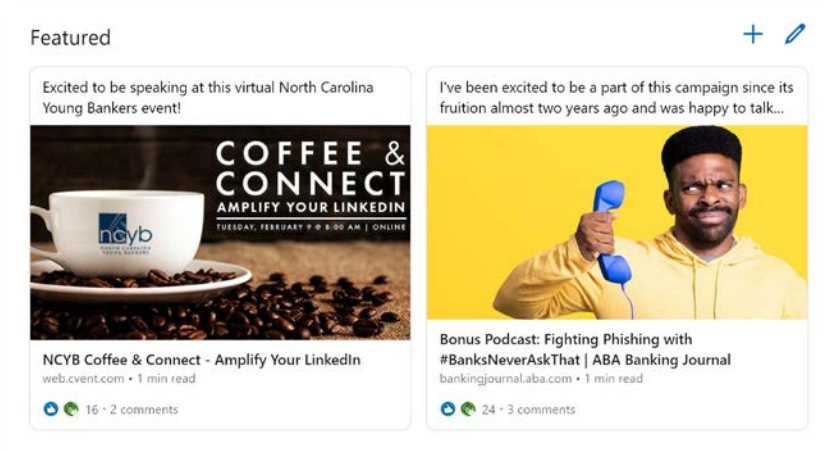 Featured
Excited to be speaking at this virtual North Carolina
Young Bankers event!
COFFEE &
CONNECT
AMPLIFY YOUR LINKEDIN
TUESDAY, FEBRUARY 9 @ 8:00 AM | ONLINE
ncyb
NORTH CAROLINA
YOUNG BANKERS
NCYB Coffee & Connect - Amplify Your LinkedIn
web.cvent.com • 1 min read
16 · 2 comments
I've been excited to be a part of this campaign since its
fruition almost two years ago and was happy to talk...
Bonus Podcast: Fighting Phishing with
#BanksNeverAskThat | ABA Banking Journal
bankingjournal.aba.com • 1 min read
24 · 3 comments